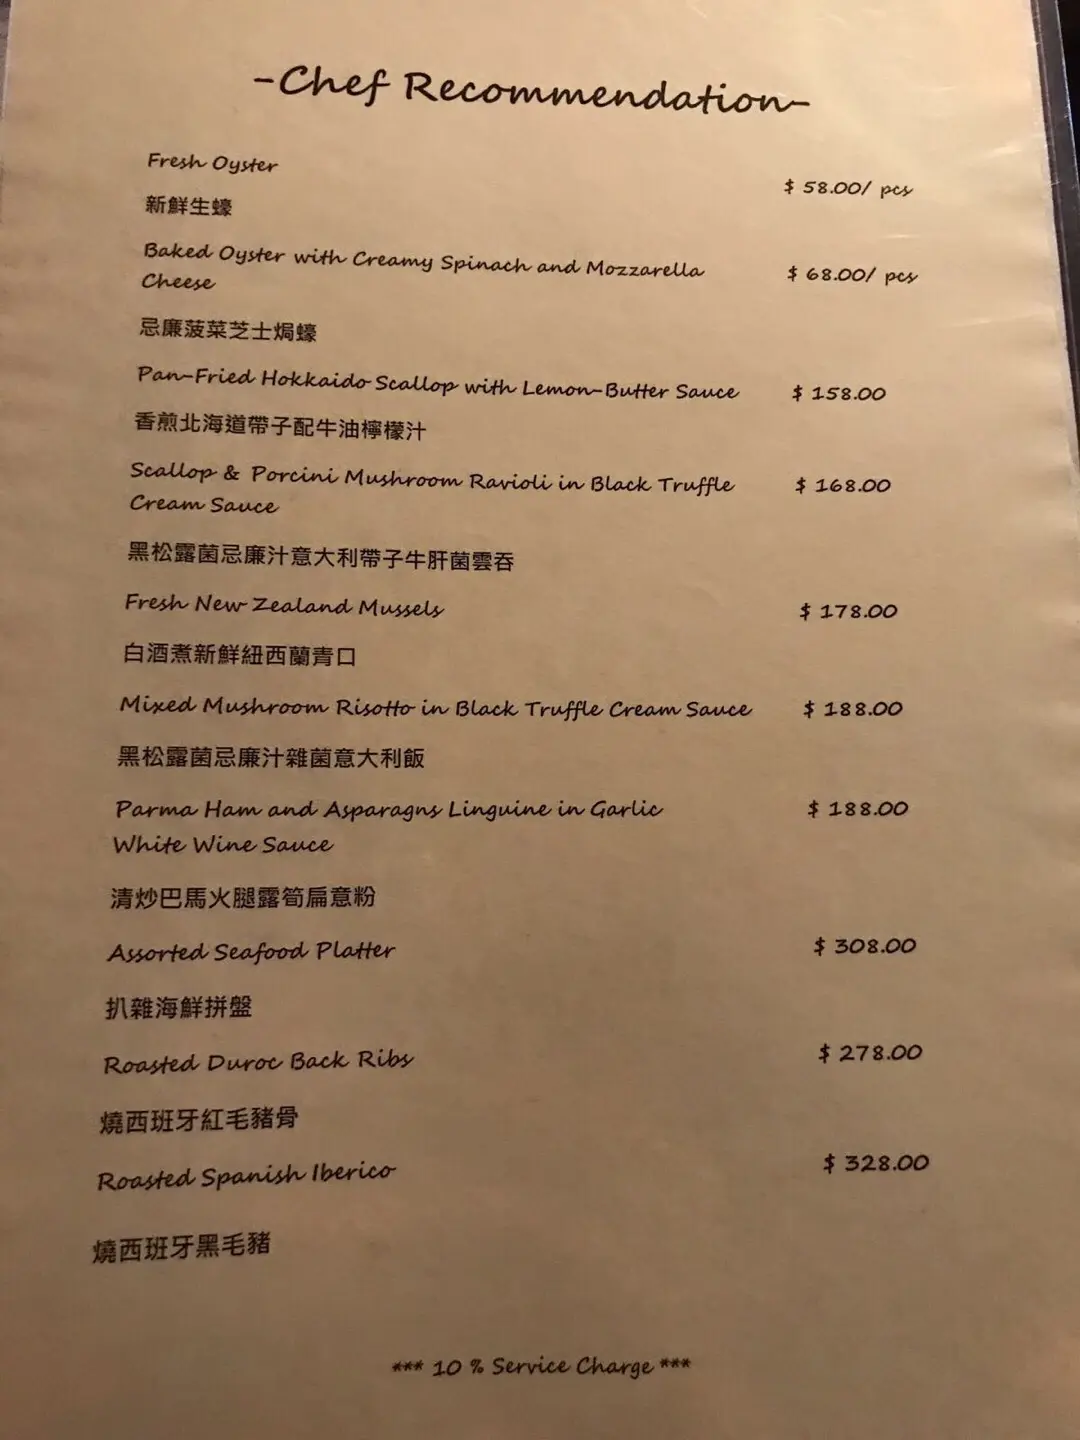 -Chef Recommendation-
Fresh Oyster
$ 58.00/ pcs
新鮮生蠔
Baked Oyster with Creamy Spinach and Mozzarella
Cheese
$ 68.00/ pcs
忌廉菠菜芝士焗蠔
Pan-Fried Hokkaido Scallop with Lemon-Butter Sauce $ 158.00
香煎北海道帶子配牛油檸檬汁
Scallop & Porcini Mushroom Ravioli in Black Truffle $ 168.00
Cream Sauce
黑松露菌忌廉汁意大利帶子牛肝菌雲吞
Fresh New Zealand Mussels $ 178.00
白酒煮新鮮紐西蘭青口
Mixed Mushroom Risotto in Black Truffle Cream Sauce $ 188.00
黑松露菌忌廉汁雜菌意大利飯
Parma Ham and Asparagns Linguine in Garlic $ 188.00
White Wine Sauce
清炒巴馬火腿露筍扁意粉
Assorted Seafood Platter $ 308.00
扒雜海鮮拼盤
Roasted Duroc Back Ribs $ 278.00
燒西班牙紅毛豬骨
Roasted Spanish Iberico $ 328.00
燒西班牙黑毛豬
*** 10 % Service Charge ***